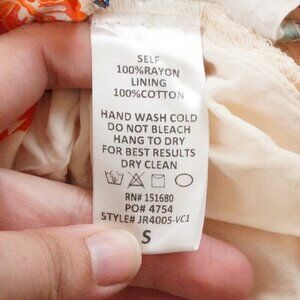 SELF
100%RAYON
LINING
100%COTTON
HAND WASH COLD
DO NOT BLEACH
HANG TO DRY
FOR BEST RESULTS
DRY CLEAN
RN# 151680
PO# 4754
STYLE# JR4005-VC1
S